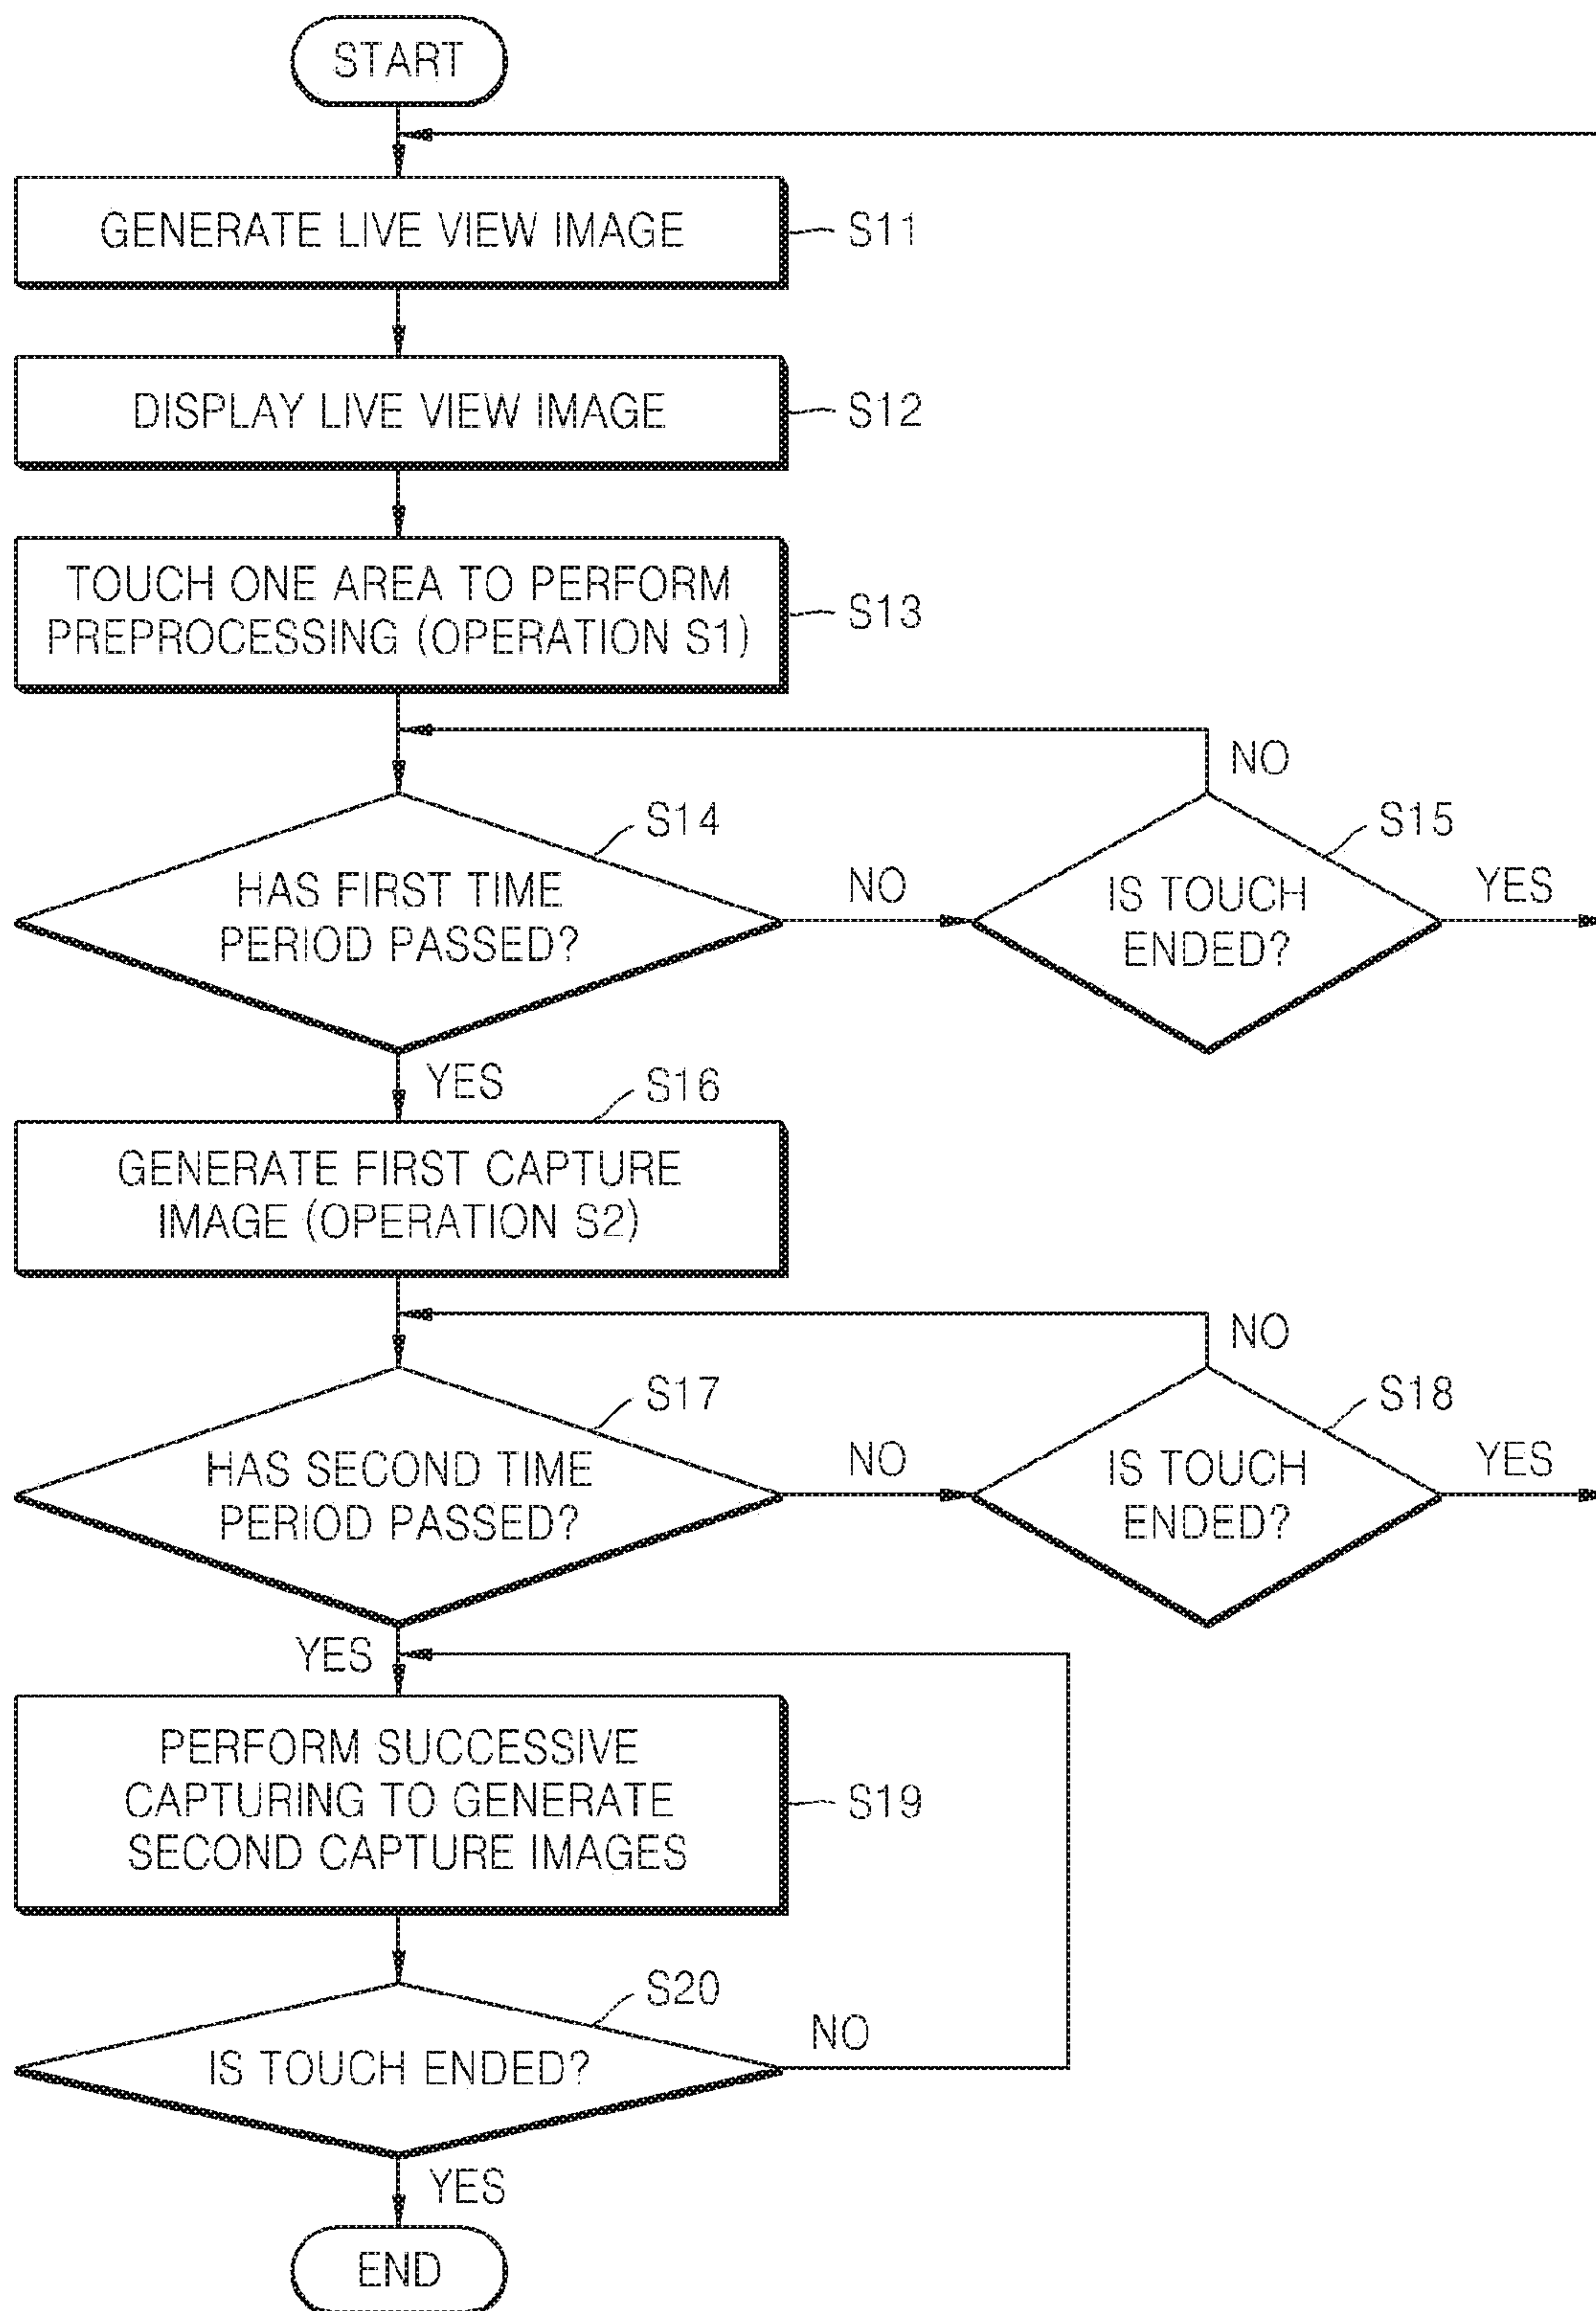 START
GENERATE LIVE VIEW IMAGE
S11
DISPLAY LIVE VIEW IMAGE
S12
TOUCH ONE AREA TO PERFORM
PREPROCESSING (OPERATION S1)
S13
NO
S14
S15
HAS FIRST TIME
PERIOD PASSED?
NO
IS TOUCH
ENDED?
YES
YES
S16
GENERATE FIRST CAPTURE
IMAGE (OPERATION S2)
NO
S17
S18
HAS SECOND TIME
PERIOD PASSED?
NO
IS TOUCH
ENDED?
YES
YES
PERFORM SUCCESSIVE
CAPTURING TO GENERATE
SECOND CAPTURE IMAGES
S19
S20
NO
IS TOUCH ENDED?
YES
END